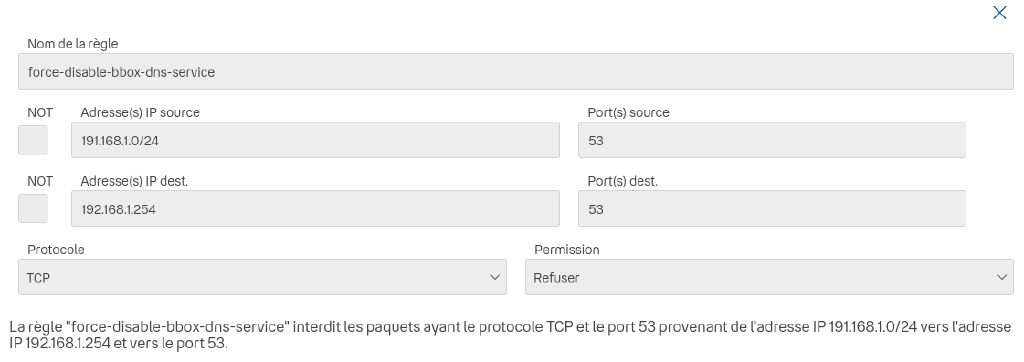 Nom de la règle
force-disable-bbox-dns-service
NOT Adresse(s) IP source Port(s) source
191.168.1.0/24 53
NOT Adresse(s) IP dest. Port(s) dest.
192.168.1.254 53
Protocole Permission
TCP Refuser
La règle "force-disable-bbox-dns-service" interdit les paquets ayant le protocole TCP et le port 53 provenant de l'adresse IP 191.168.1.0/24 vers l'adresse
IP 192.168.1.254 et vers le port 53.